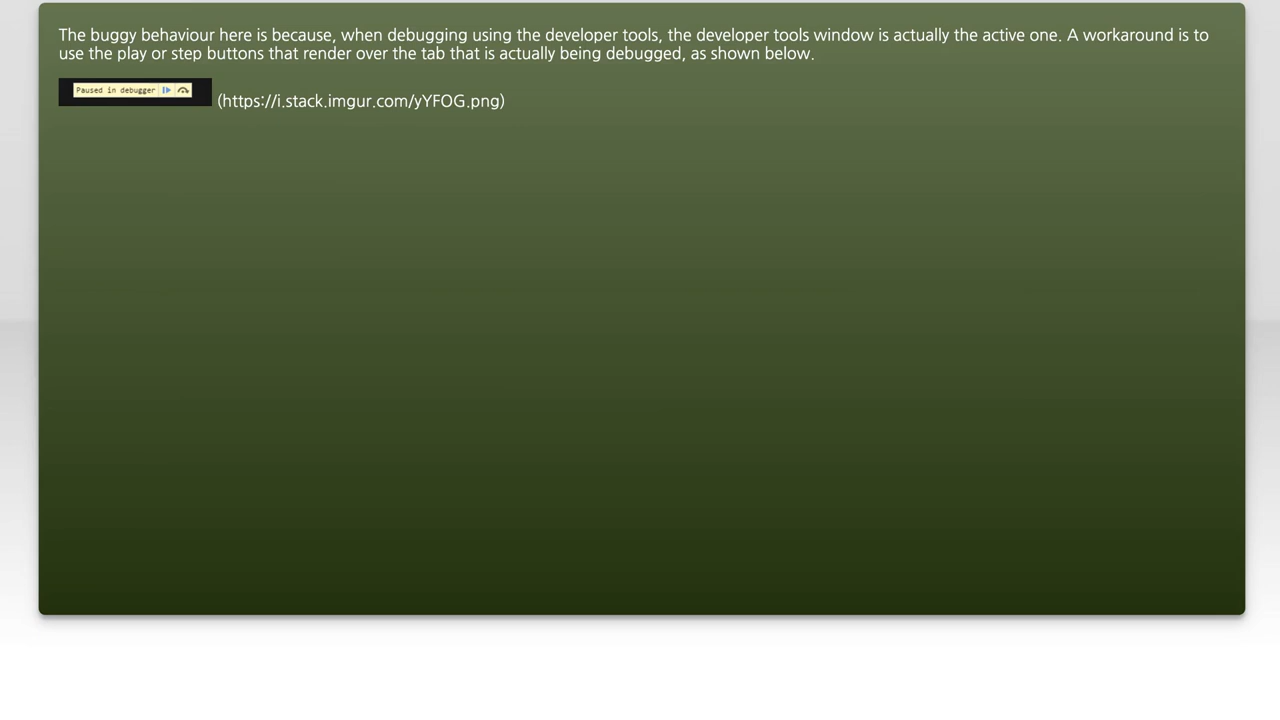 The buggy behaviour here is because, when debugging using the developer tools, the developer tools window is actually the active one. A workaround is to
use the play or step buttons that render over the tab that is actually being debugged, as shown below.
Paused in debugger (https://i.stack.imgur.com/yYFOG.png)